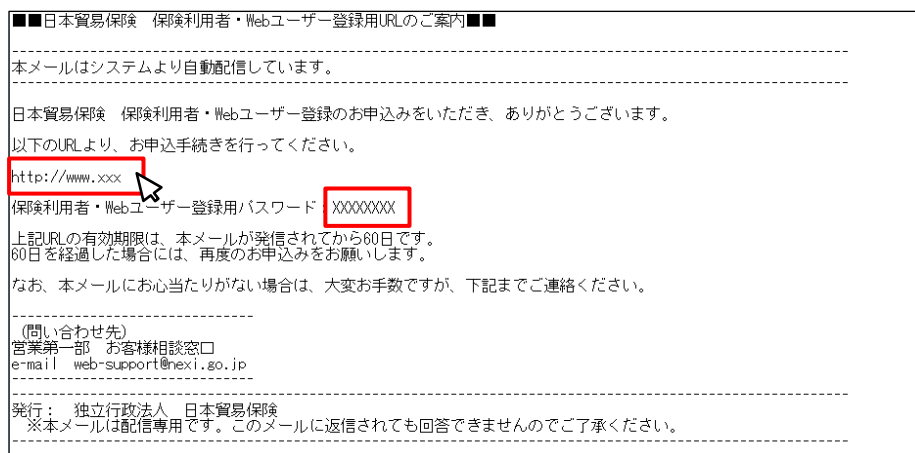 ■■日本貿易保険　保険利用者・Webユーザー登録用URLのご案内■■
--------------------------------------------------------------------------------------------
本メールはシステムより自動配信しています。
--------------------------------------------------------------------------------------------
日本貿易保険　保険利用者・Webユーザー登録のお申込みをいただき、ありがとうございます。
以下のURLより、お申込手続きを行ってください。
http://www.xxx
保険利用者・Webユーザー登録用パスワード：XXXXXXXX
上記URLの有効期限は、本メールが発信されてから60日です。
60日を経過した場合には、再度のお申込みをお願いします。
なお、本メールにお心当たりがない場合は、大変お手数ですが、下記までご連絡ください。
---------------------------
（問い合わせ先）
営業第一部　お客様相談窓口
e-mail　web-support@nexi.go.jp
---------------------------
--------------------------------------------------------------------------------------------
発行：　独立行政法人　日本貿易保険
※本メールは配信専用です。このメールに返信されても回答できませんのでご了承ください。
--------------------------------------------------------------------------------------------